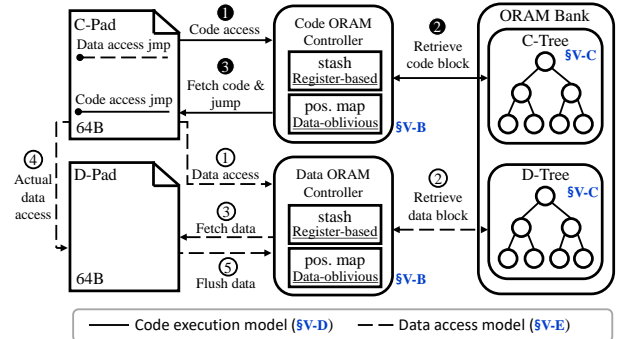 C-Pad
Data access jmp
Code access jmp
64B
❶
Code access
❸
Fetch code &
jump
Code ORAM
Controller
stash
Register-based
pos. map
Data-oblivious
§V-B
❷
Retrieve
code block
ORAM Bank
C-Tree
§V-C
④
Actual
data
access
D-Pad
64B
①
Data access
③
Fetch data
⑤
Flush data
Data ORAM
Controller
stash
Register-based
pos. map
Data-oblivious
§V-B
②
Retrieve
data block
D-Tree
§V-C
Code execution model (§V-D) Data access model (§V-E)